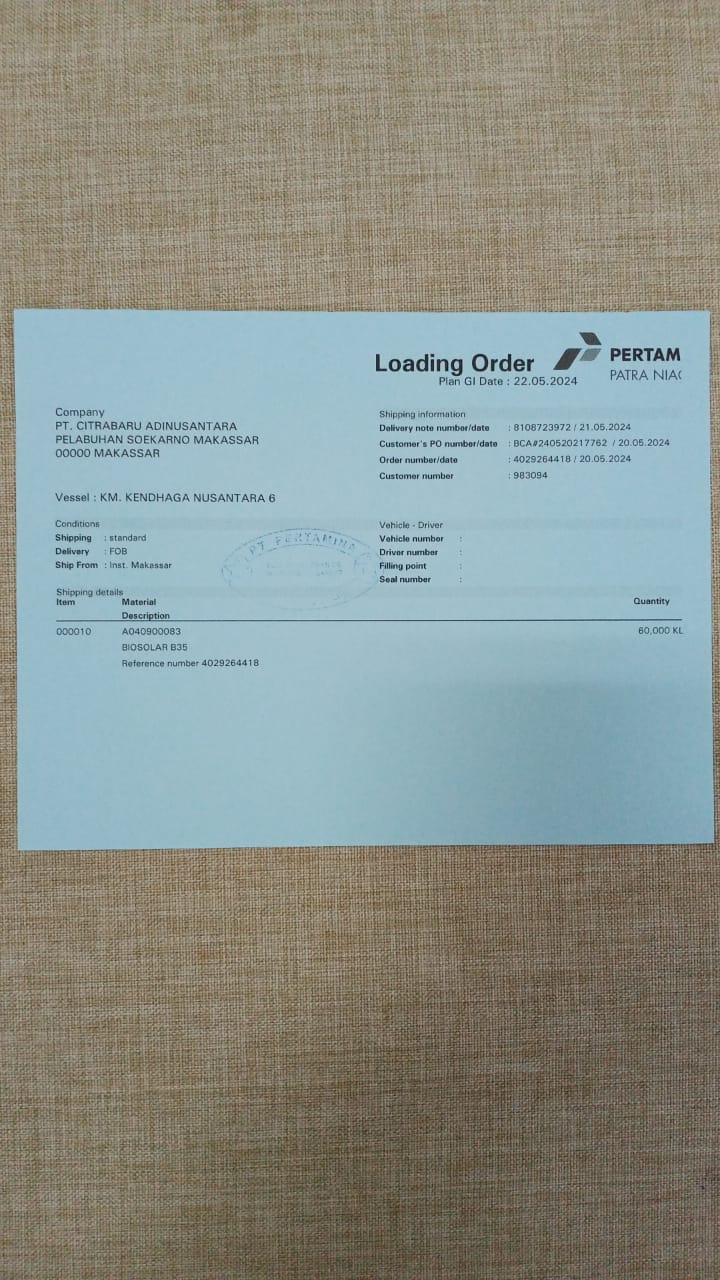 Loading Order
PERTAM
PATRA NIAG
Plan GI Date : 22.05.2024
Company
PT. CITRABARU ADINUSANTARA
PELABUHAN SOEKARNO MAKASSAR
00000 MAKASSAR
Vessel : KM. KENDHAGA NUSANTARA 6
Shipping information
Delivery note number/date : 8108723972 / 21.05.2024
Customer's PO number/date : BCA#240520217762 / 20.05.2024
Order number/date : 4029264418 / 20.05.2024
Customer number : 983094
Conditions
Shipping : standard
Delivery : FOB
Ship From : Inst. Makassar
PT. PERTAMINA
Vehicle - Driver
Vehicle number :
Driver number :
Filling point :
Seal number :
Shipping details
Item Material Quantity
Description
000010 A040900083 60,000 KL
BIOSOLAR B35
Reference number 4029264418